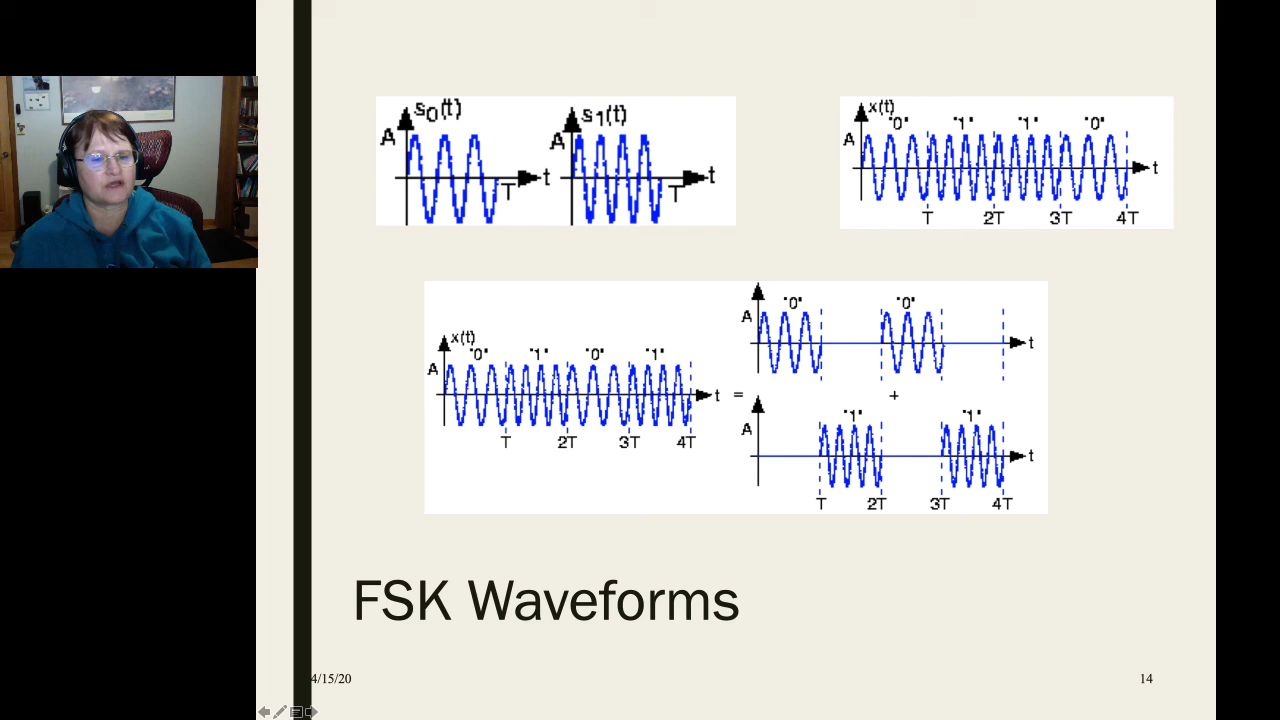 s0(t) s1(t)
A A
t t
T T
x(t)
"0" "1" "1" "0"
A
t
T 2T 3T 4T
x(t)
"0" "1" "0" "1"
A
t
T 2T 3T 4T
=
"0" "0"
A
t
+
"1" "1"
A
t
T 2T 3T 4T
FSK Waveforms
4/15/20
14